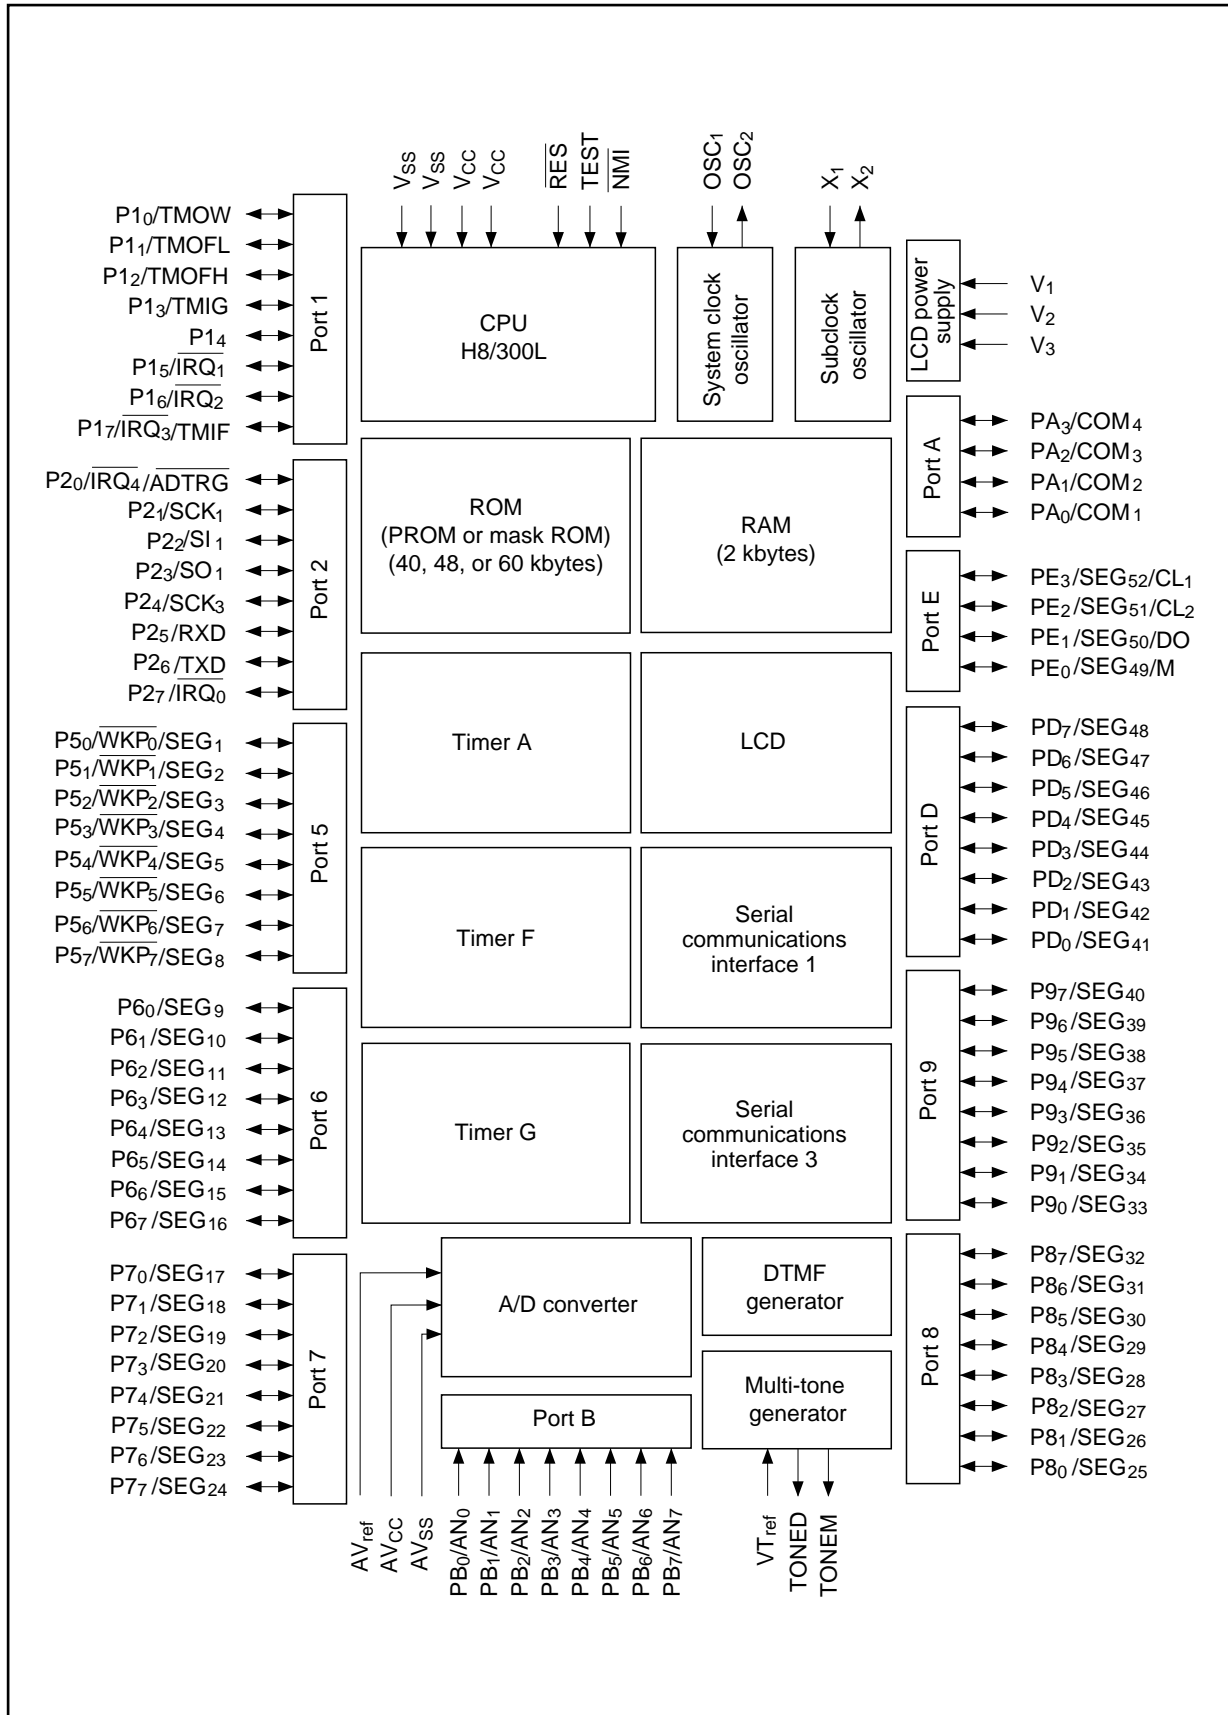 VSS
VSS
VCC
VCC
RES
TEST
NMI
OSC1
OSC2
X1
X2
P10/TMOW
P11/TMOFL
P12/TMOFH
P13/TMIG
P14
P15/IRQ1
P16/IRQ2
P17/IRQ3/TMIF
Port 1
CPU
H8/300L
System clock
oscillator
Subclock
oscillator
LCD power
supply
V1
V2
V3
P20/IRQ4/ADTRG
P21/SCK1
P22/SI1
P23/SO1
P24/SCK3
P25/RXD
P26/TXD
P27/IRQ0
Port 2
ROM
(PROM or mask ROM)
(40, 48, or 60 kbytes)
RAM
(2 kbytes)
Port A
PA3/COM4
PA2/COM3
PA1/COM2
PA0/COM1
Port E
PE3/SEG52/CL1
PE2/SEG51/CL2
PE1/SEG50/DO
PE0/SEG49/M
P50/WKP0/SEG1
P51/WKP1/SEG2
P52/WKP2/SEG3
P53/WKP3/SEG4
P54/WKP4/SEG5
P55/WKP5/SEG6
P56/WKP6/SEG7
P57/WKP7/SEG8
Port 5
Timer A
LCD
Port D
PD7/SEG48
PD6/SEG47
PD5/SEG46
PD4/SEG45
PD3/SEG44
PD2/SEG43
PD1/SEG42
PD0/SEG41
Timer F
Serial
communications
interface 1
P60/SEG9
P61/SEG10
P62/SEG11
P63/SEG12
P64/SEG13
P65/SEG14
P66/SEG15
P67/SEG16
Port 6
Timer G
Serial
communications
interface 3
Port 9
P97/SEG40
P96/SEG39
P95/SEG38
P94/SEG37
P93/SEG36
P92/SEG35
P91/SEG34
P90/SEG33
P70/SEG17
P71/SEG18
P72/SEG19
P73/SEG20
P74/SEG21
P75/SEG22
P76/SEG23
P77/SEG24
Port 7
A/D converter
DTMF
generator
Port B
Multi-tone
generator
Port 8
P87/SEG32
P86/SEG31
P85/SEG30
P84/SEG29
P83/SEG28
P82/SEG27
P81/SEG26
P80/SEG25
AVref
AVCC
AVSS
PB0/AN0
PB1/AN1
PB2/AN2
PB3/AN3
PB4/AN4
PB5/AN5
PB6/AN6
PB7/AN7
VTref
TONED
TONEM